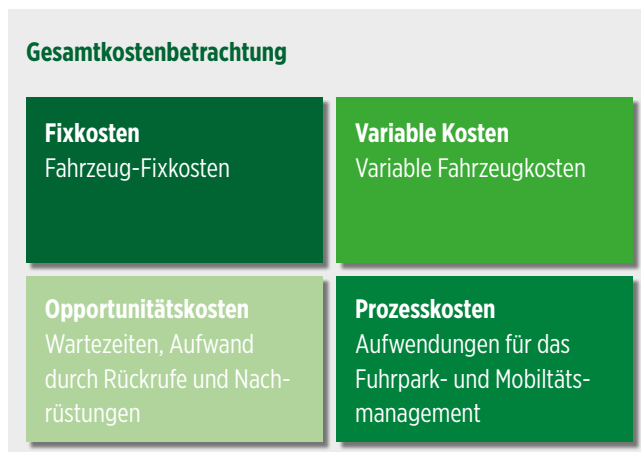 Gesamtkostenbetrachtung
Fixkosten
Fahrzeug-Fixkosten
Variable Kosten
Variable Fahrzeugkosten
Opportunitätskosten
Wartezeiten, Aufwand
durch Rückrufe und Nach-
rüstungen
Prozesskosten
Aufwendungen für das
Fuhrpark- und Mobiltäts-
management